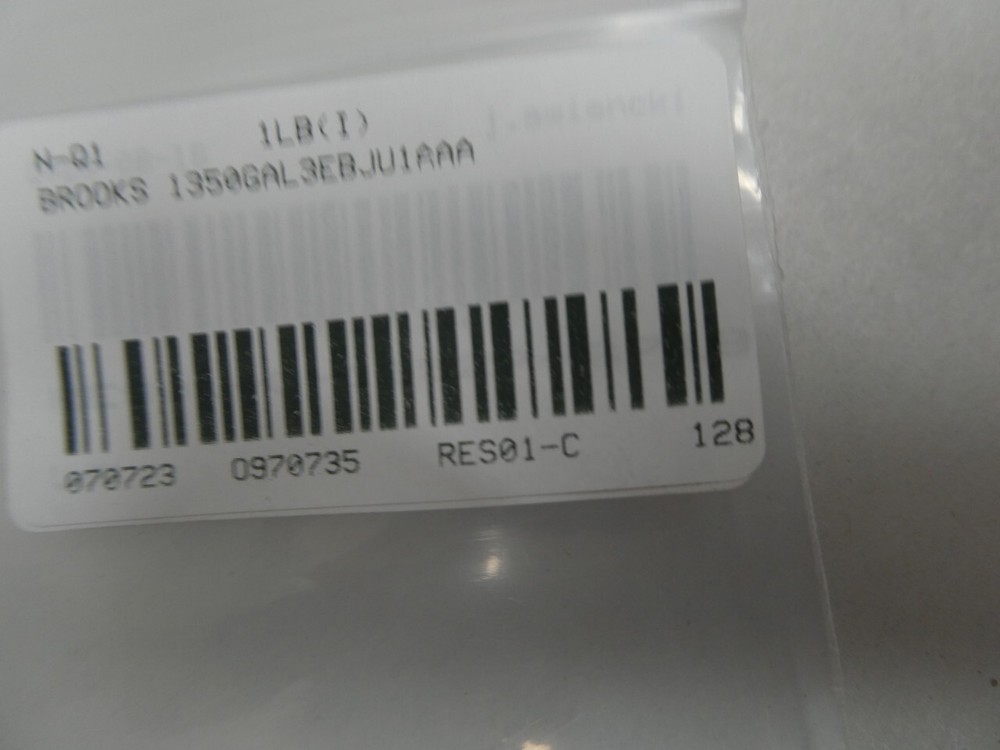 N-Q1 1LB(I)
BROOKS 1350GAL3EBJU1AAA
070723 0970735 RES01-C 128